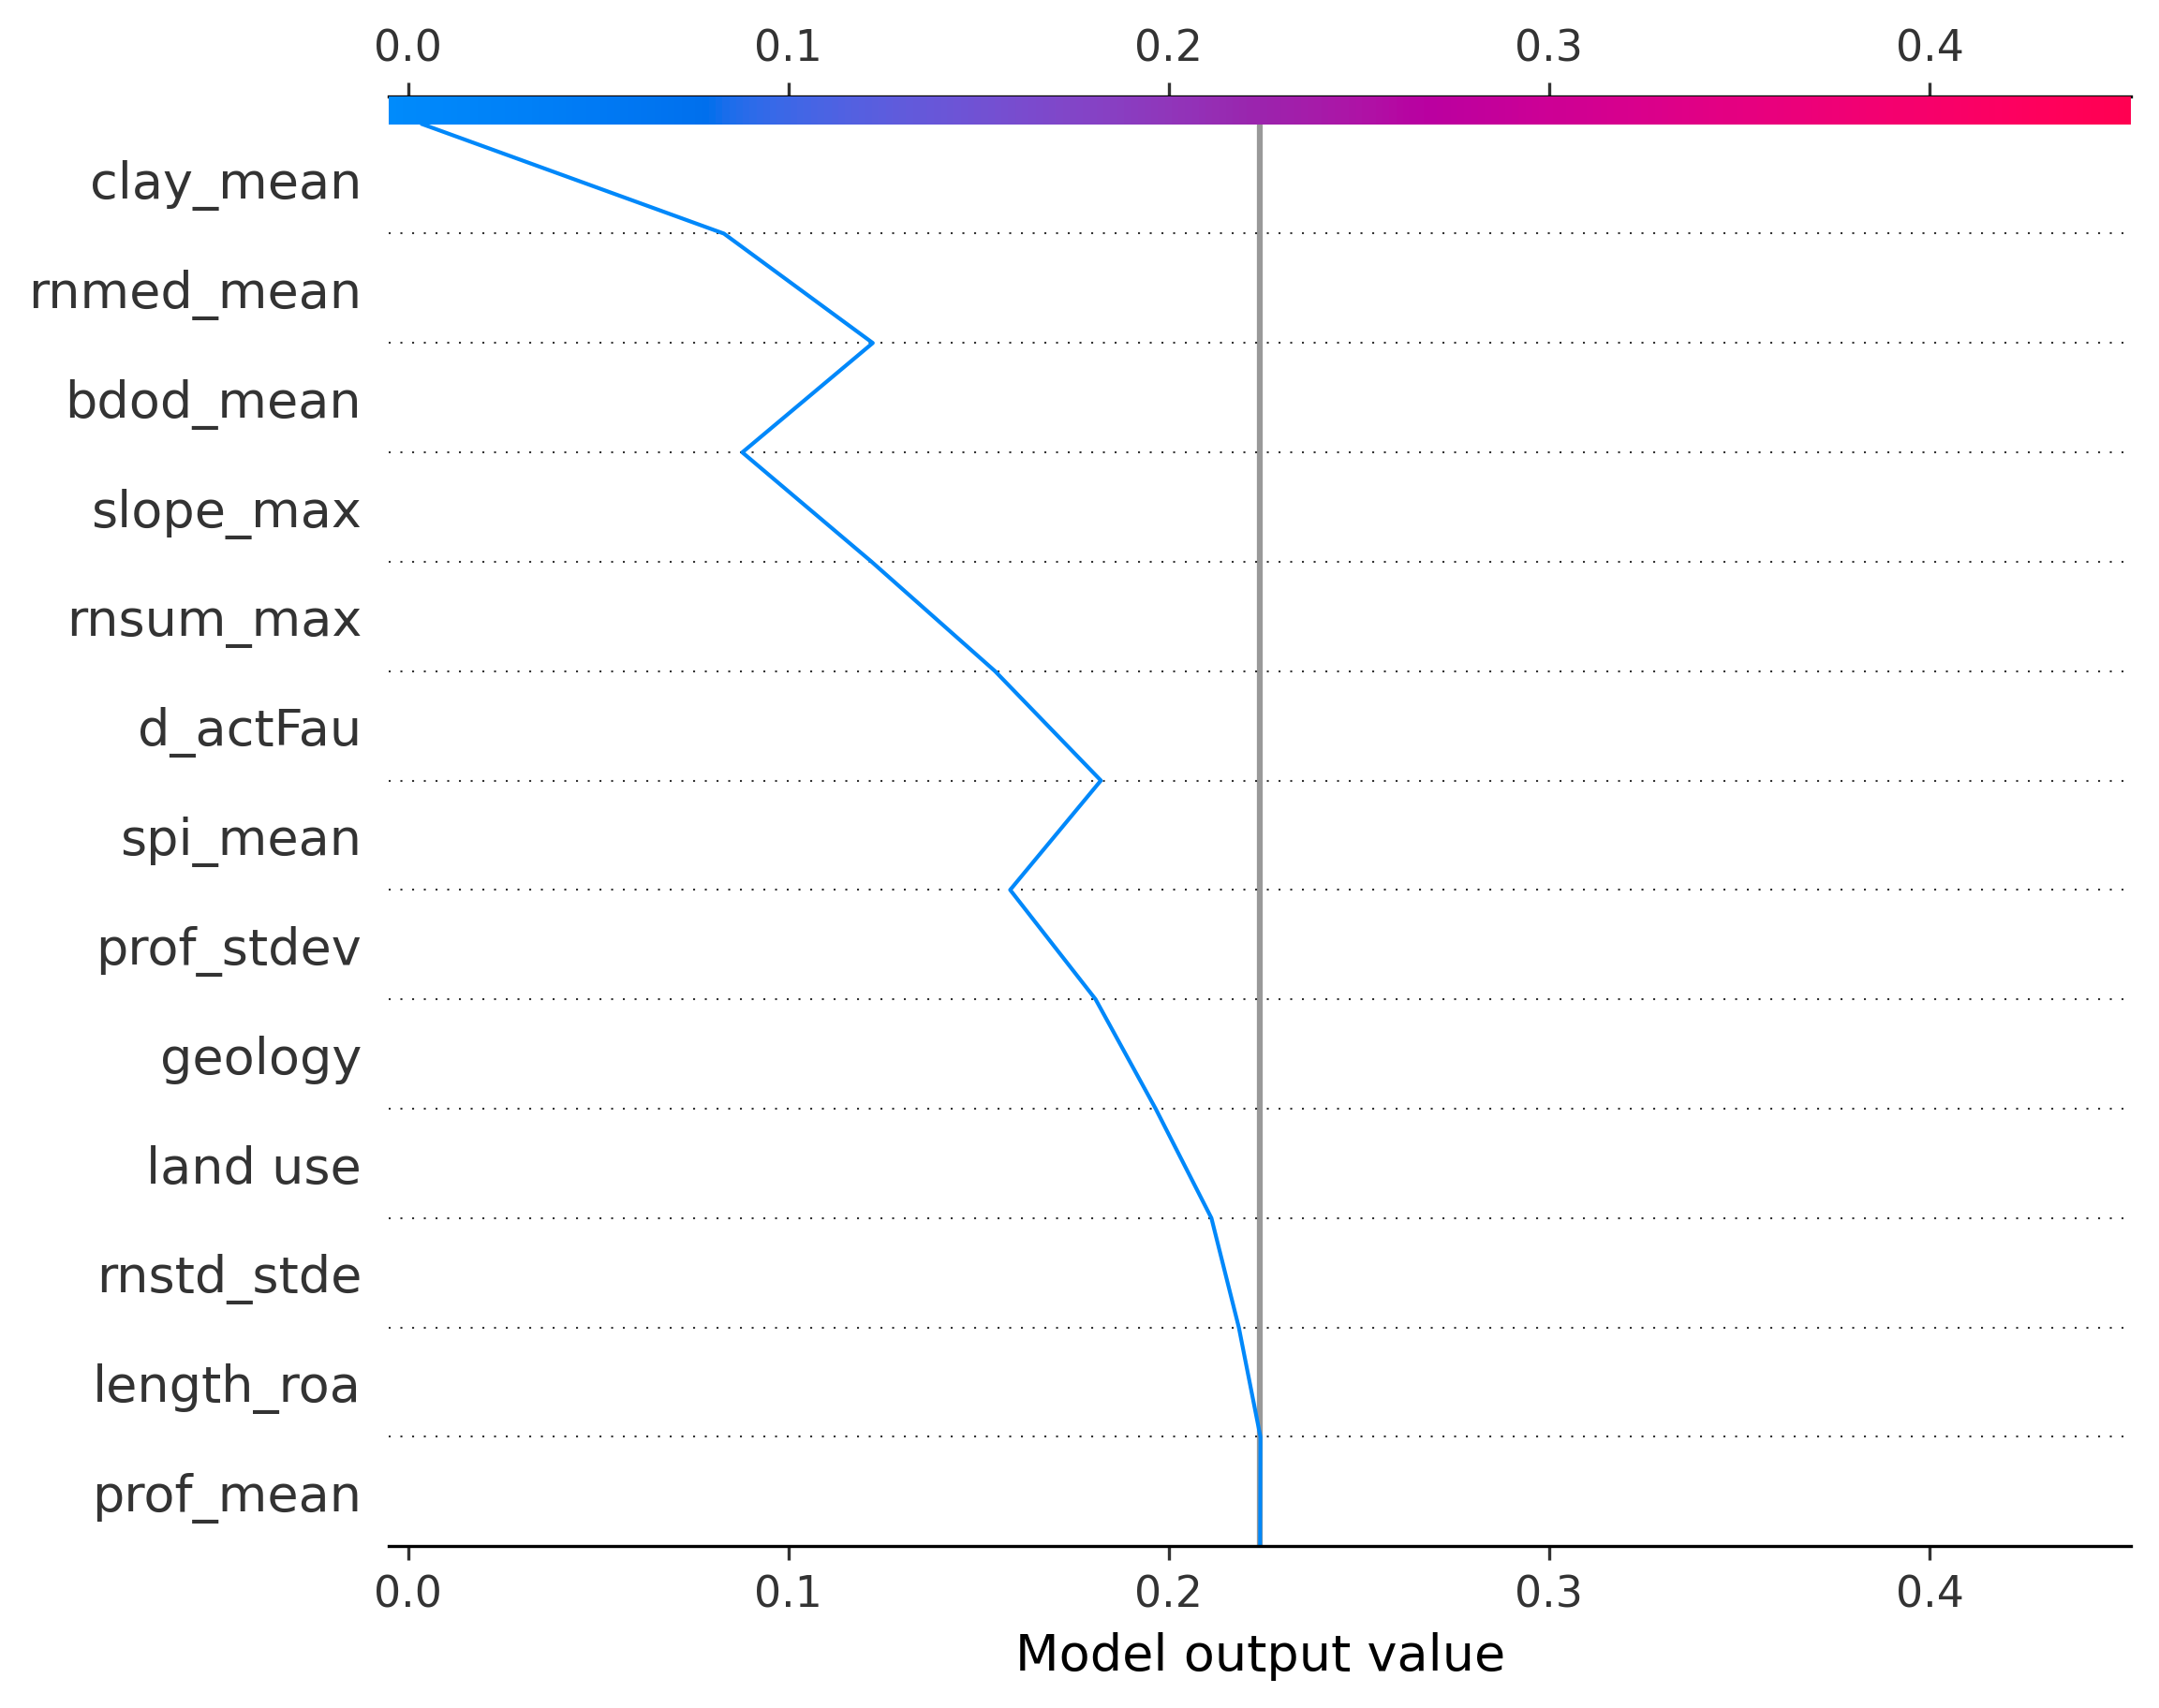 0.0 0.1 0.2 0.3 0.4
clay_mean
rnmed_mean
bdod_mean
slope_max
rnsum_max
d_actFau
spi_mean
prof_stdev
geology
land use
rnstd_stde
length_roa
prof_mean
0.0 0.1 0.2 0.3 0.4
Model output value